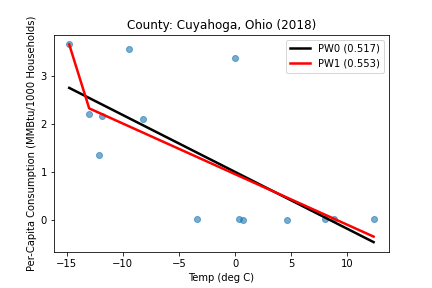 County: Cuyahoga, Ohio (2018)
PW0 (0.517)
PW1 (0.553)
Per-Capita Consumption (MMBtu/1000 Households)
3
2
1
0
−15
−10
−5
0
5
10
Temp (deg C)